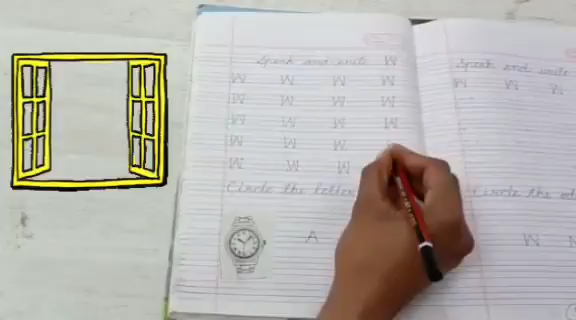 Speak and write W
W W W W
W W W W
W W W W
W W W
W W W
Circle the letter
A
Speak and write
W W W
Circle the
W